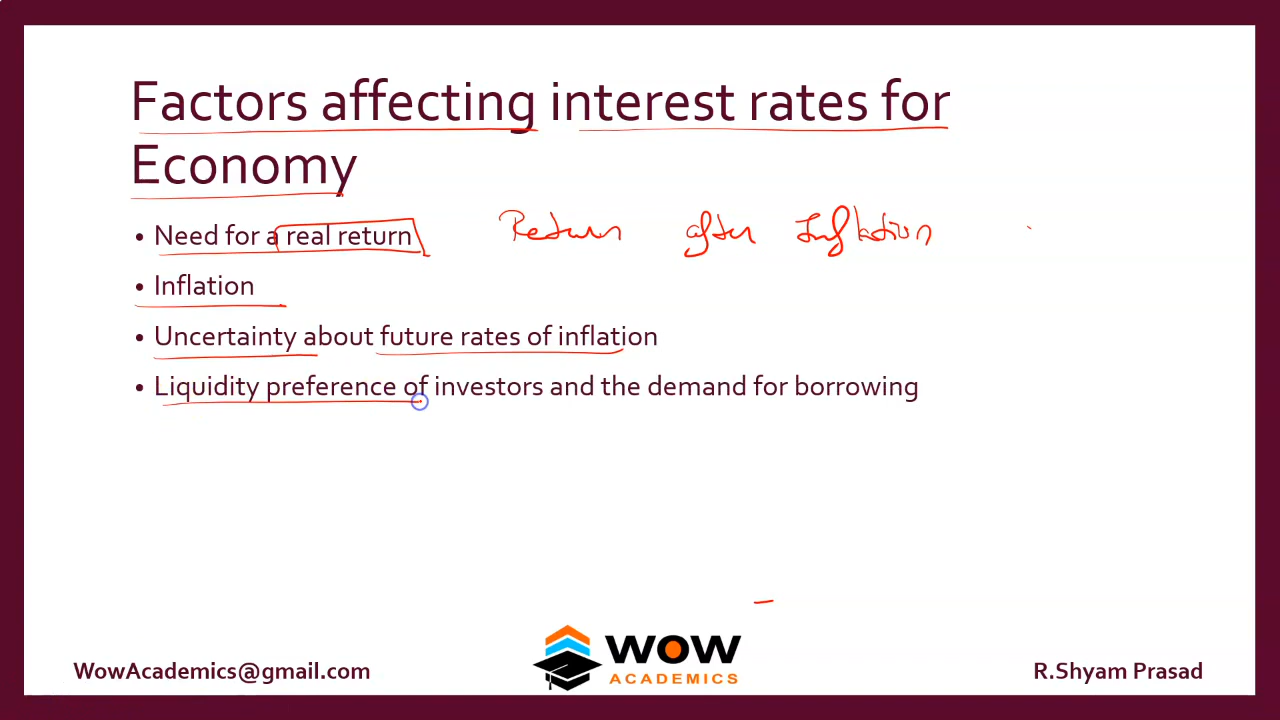 Factors affecting interest rates for
Economy
• Need for a real return Return after Inflation
• Inflation
• Uncertainty about future rates of inflation
• Liquidity preference of investors and the demand for borrowing
WowAcademics@gmail.com
WOW
ACADEMICS
R.Shyam Prasad